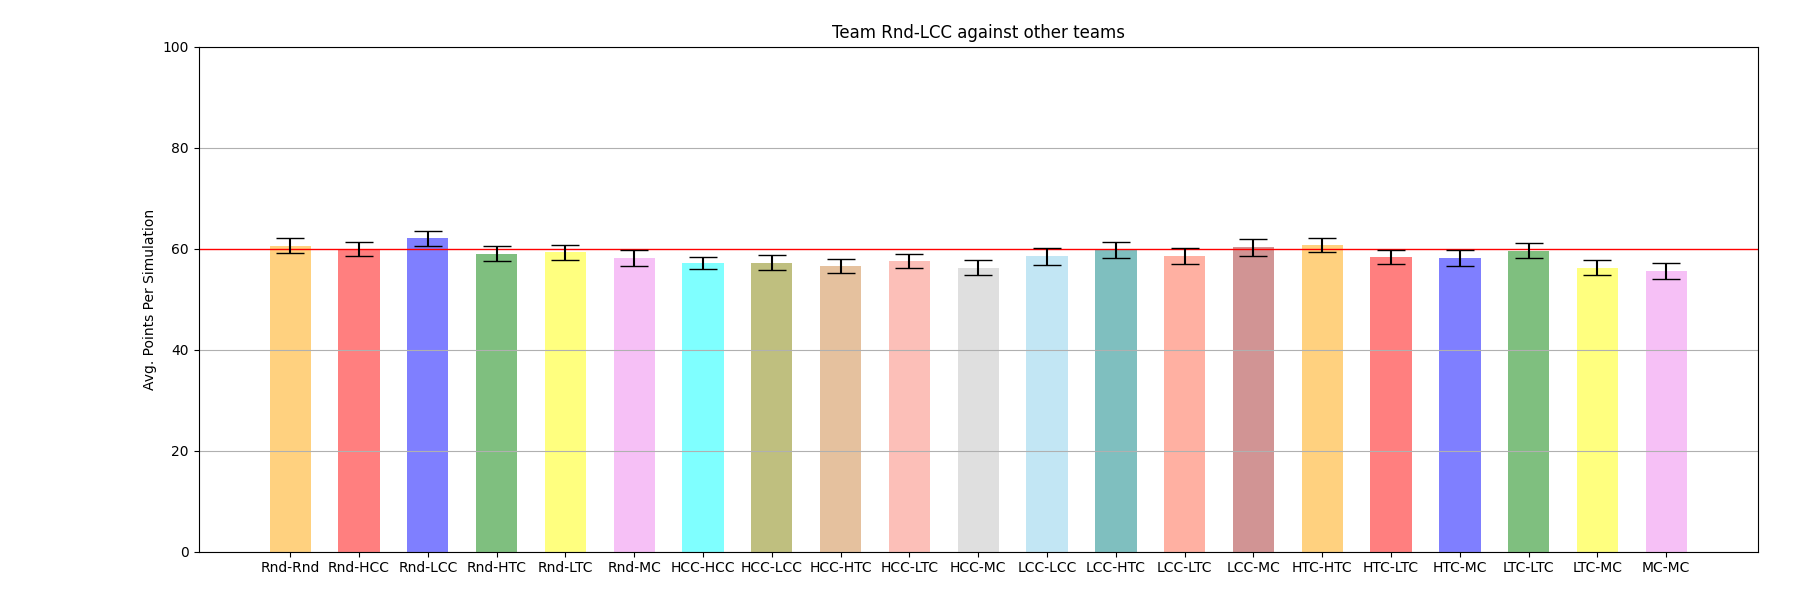 Team Rnd-LCC against other teams
Avg. Points Per Simulation
100
80
60
40
20
0
Rnd-Rnd Rnd-HCC Rnd-LCC Rnd-HTC Rnd-LTC Rnd-MC HCC-HCC HCC-LCC HCC-HTC HCC-LTC HCC-MC LCC-LCC LCC-HTC LCC-LTC LCC-MC HTC-HTC HTC-LTC HTC-MC LTC-LTC LTC-MC MC-MC